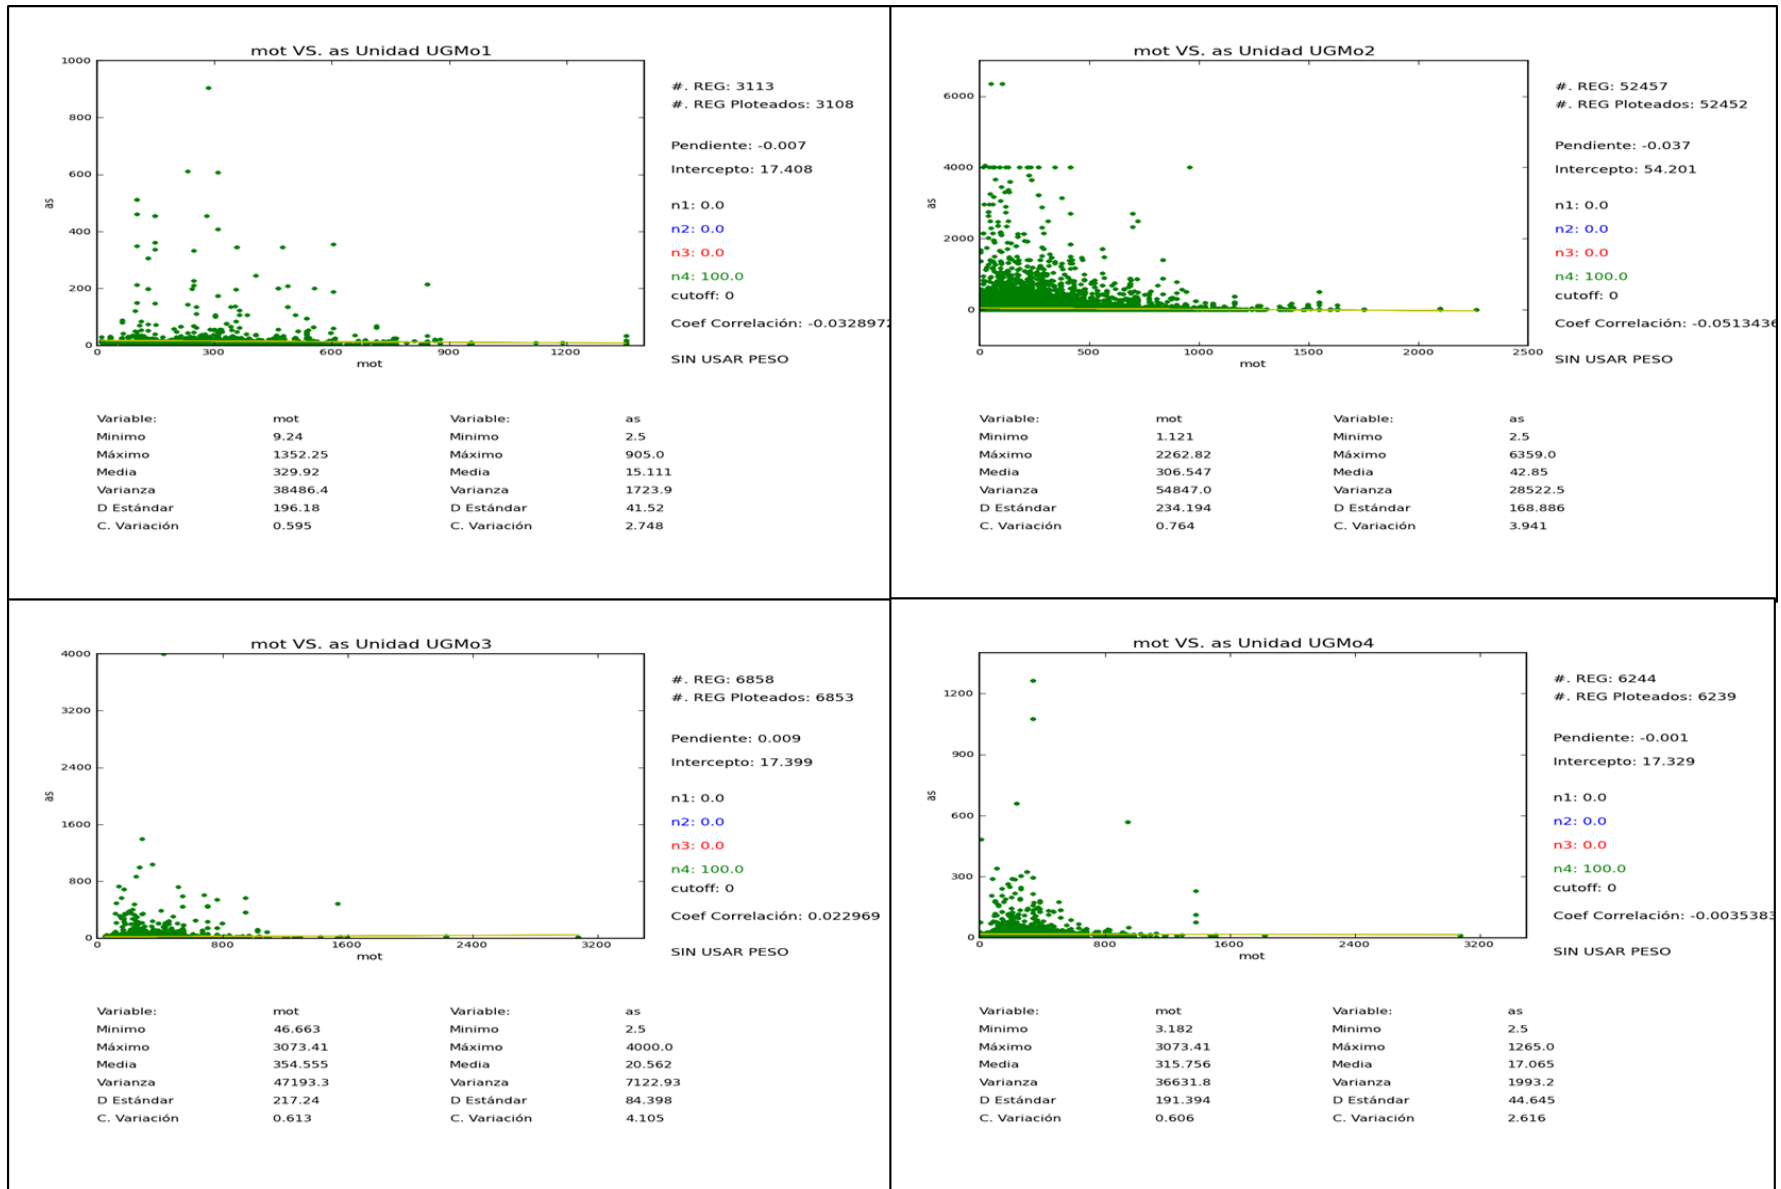 mot VS. as Unidad UGMo1
1000
800
600
400
200
0
as
0 300 600 900 1200
mot
#. REG: 3113
#. REG Ploteados: 3108
Pendiente: -0.007
Intercepto: 17.408
n1: 0.0
n2: 0.0
n3: 0.0
n4: 100.0
cutoff: 0
Coef Correlación: -0.0328972
SIN USAR PESO
Variable: mot Variable: as
Minimo 9.24 Minimo 2.5
Máximo 1352.25 Máximo 905.0
Media 329.92 Media 15.111
Varianza 38486.4 Varianza 1723.9
D Estándar 196.18 D Estándar 41.52
C. Variación 0.595 C. Variación 2.748
mot VS. as Unidad UGMo2
6000
4000
2000
0
as
0 500 1000 1500 2000 2500
mot
#. REG: 52457
#. REG Ploteados: 52452
Pendiente: -0.037
Intercepto: 54.201
n1: 0.0
n2: 0.0
n3: 0.0
n4: 100.0
cutoff: 0
Coef Correlación: -0.0513436
SIN USAR PESO
Variable: mot Variable: as
Minimo 1.121 Minimo 2.5
Máximo 2262.82 Máximo 6359.0
Media 306.547 Media 42.85
Varianza 54847.0 Varianza 28522.5
D Estándar 234.194 D Estándar 168.886
C. Variación 0.764 C. Variación 3.941
mot VS. as Unidad UGMo3
4000
3200
2400
1600
800
0
as
0 800 1600 2400 3200
mot
#. REG: 6858
#. REG Ploteados: 6853
Pendiente: 0.009
Intercepto: 17.399
n1: 0.0
n2: 0.0
n3: 0.0
n4: 100.0
cutoff: 0
Coef Correlación: 0.022969
SIN USAR PESO
Variable: mot Variable: as
Minimo 46.663 Minimo 2.5
Máximo 3073.41 Máximo 4000.0
Media 354.555 Media 20.562
Varianza 47193.3 Varianza 7122.93
D Estándar 217.24 D Estándar 84.398
C. Variación 0.613 C. Variación 4.105
mot VS. as Unidad UGMo4
1200
900
600
300
0
as
0 800 1600 2400 3200
mot
#. REG: 6244
#. REG Ploteados: 6239
Pendiente: -0.001
Intercepto: 17.329
n1: 0.0
n2: 0.0
n3: 0.0
n4: 100.0
cutoff: 0
Coef Correlación: -0.0035383
SIN USAR PESO
Variable: mot Variable: as
Minimo 3.182 Minimo 2.5
Máximo 3073.41 Máximo 1265.0
Media 315.756 Media 17.065
Varianza 36631.8 Varianza 1993.2
D Estándar 191.394 D Estándar 44.645
C. Variación 0.606 C. Variación 2.616